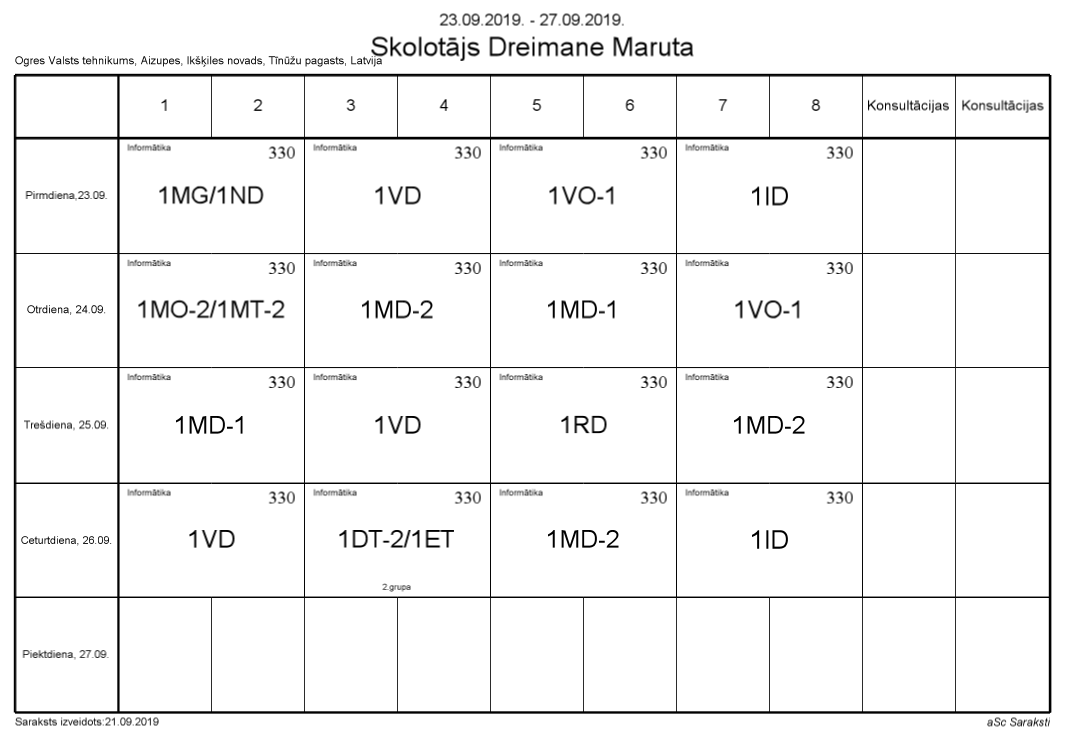 23.09.2019. - 27.09.2019.
Skolotājs Dreimane Maruta
Ogres Valsts tehnikums, Aizupes, Ikšķiles novads, Tīnūžu pagasts, Latvija
1 2 3 4 5 6 7 8 Konsultācijas Konsultācijas
Informātika 330 Informātika 330 Informātika 330 Informātika 330
Pirmdiena,23.09. 1MG/1ND 1VD 1VO-1 1ID
Informātika 330 Informātika 330 Informātika 330 Informātika 330
Otrdiena, 24.09. 1MO-2/1MT-2 1MD-2 1MD-1 1VO-1
Informātika 330 Informātika 330 Informātika 330 Informātika 330
Trešdiena, 25.09. 1MD-1 1VD 1RD 1MD-2
Informātika 330 Informātika 330 Informātika 330 Informātika 330
Ceturtdiena, 26.09. 1VD 1DT-2/1ET 1MD-2 1ID
2.grupa
Piektdiena, 27.09.
Saraksts izveidots:21.09.2019 aSc Saraksti